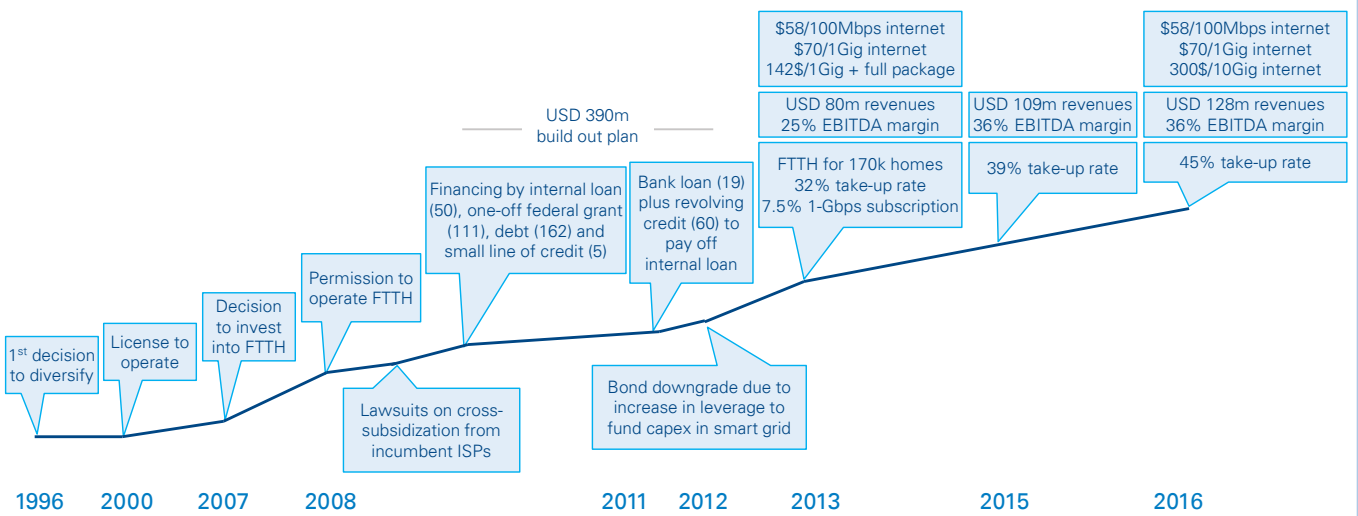 1st decision
to diversify
License to
operate
Decision
to invest
into FTTH
Permission to
operate FTTH
Lawsuits on cross-
subsidization from
incumbent ISPs
Financing by internal loan
(50), one-off federal grant
(111), debt (162) and
small line of credit (5)
USD 390m
build out plan
Bank loan (19)
plus revolving
credit (60) to
pay off
internal loan
Bond downgrade due to
increase in leverage to
fund capex in smart grid
$58/100Mbps internet
$70/1Gig internet
142$/1Gig + full package
USD 80m revenues
25% EBITDA margin
FTTH for 170k homes
32% take-up rate
7.5% 1-Gbps subscription
USD 109m revenues
36% EBITDA margin
39% take-up rate
$58/100Mbps internet
$70/1Gig internet
300$/10Gig internet
USD 128m revenues
36% EBITDA margin
45% take-up rate
1996
2000
2007
2008
2011
2012
2013
2015
2016